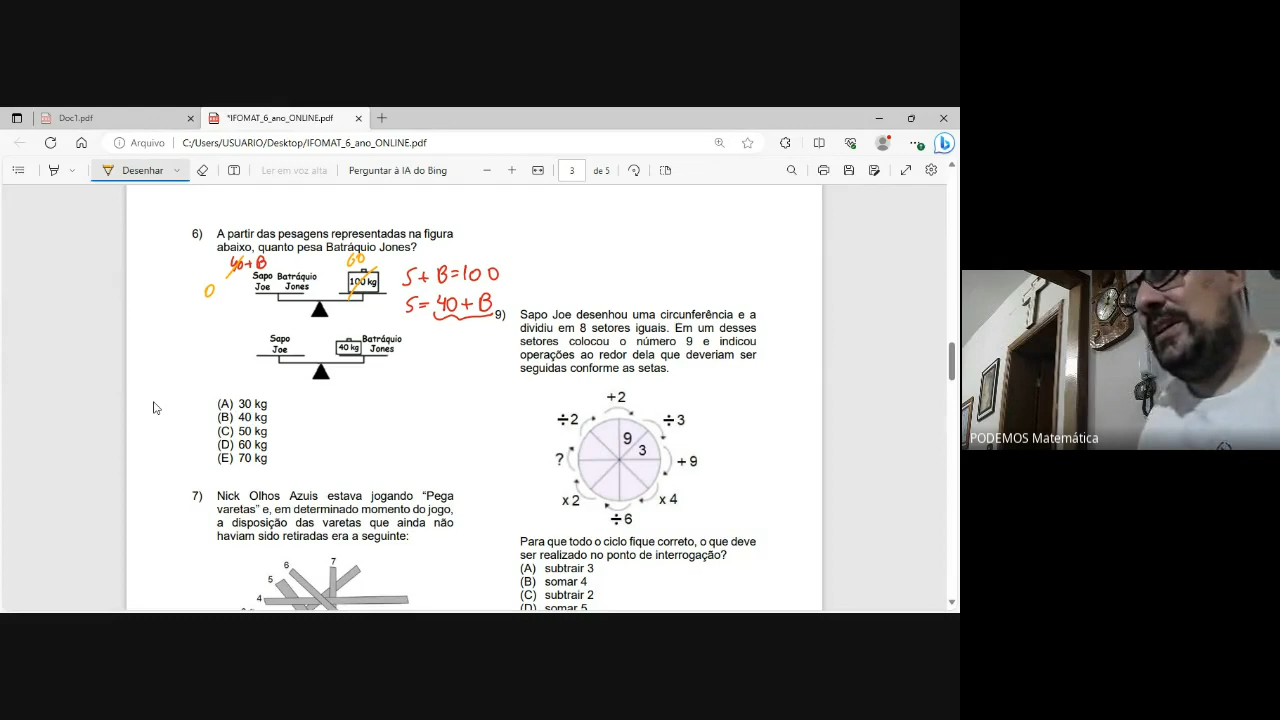 Doc1.pdf
*IFOMAT_6_ano_ONLINE.pdf
Arquivo
C:/Users/USUARIO/Desktop/IFOMAT_6_ano_ONLINE.pdf
Desenhar
Ler em voz alta
Perguntar à IA do Bing
3
de 5
6) A partir das pesagens representadas na figura
abaixo, quanto pesa Batráquio Jones?
40+B
0
60
Sapo Joe
Batráquio Jones
100 kg
S + B = 100
S = 40 + B
Sapo Joe
40 kg
Batráquio Jones
(A) 30 kg
(B) 40 kg
(C) 50 kg
(D) 60 kg
(E) 70 kg
7) Nick Olhos Azuis estava jogando “Pega
varetas” e, em determinado momento do jogo,
a disposição das varetas que ainda não
haviam sido retiradas era a seguinte:
7
6
5
4
9) Sapo Joe desenhou uma circunferência e a
dividiu em 8 setores iguais. Em um desses
setores colocou o número 9 e indicou
operações ao redor dela que deveriam ser
seguidas conforme as setas.
+2
÷2
÷3
9
3
?
+9
x2
x4
÷6
Para que todo o ciclo fique correto, o que deve
ser realizado no ponto de interrogação?
(A) subtrair 3
(B) somar 4
(C) subtrair 2
(D) somar 5
PODEMOS Matemática